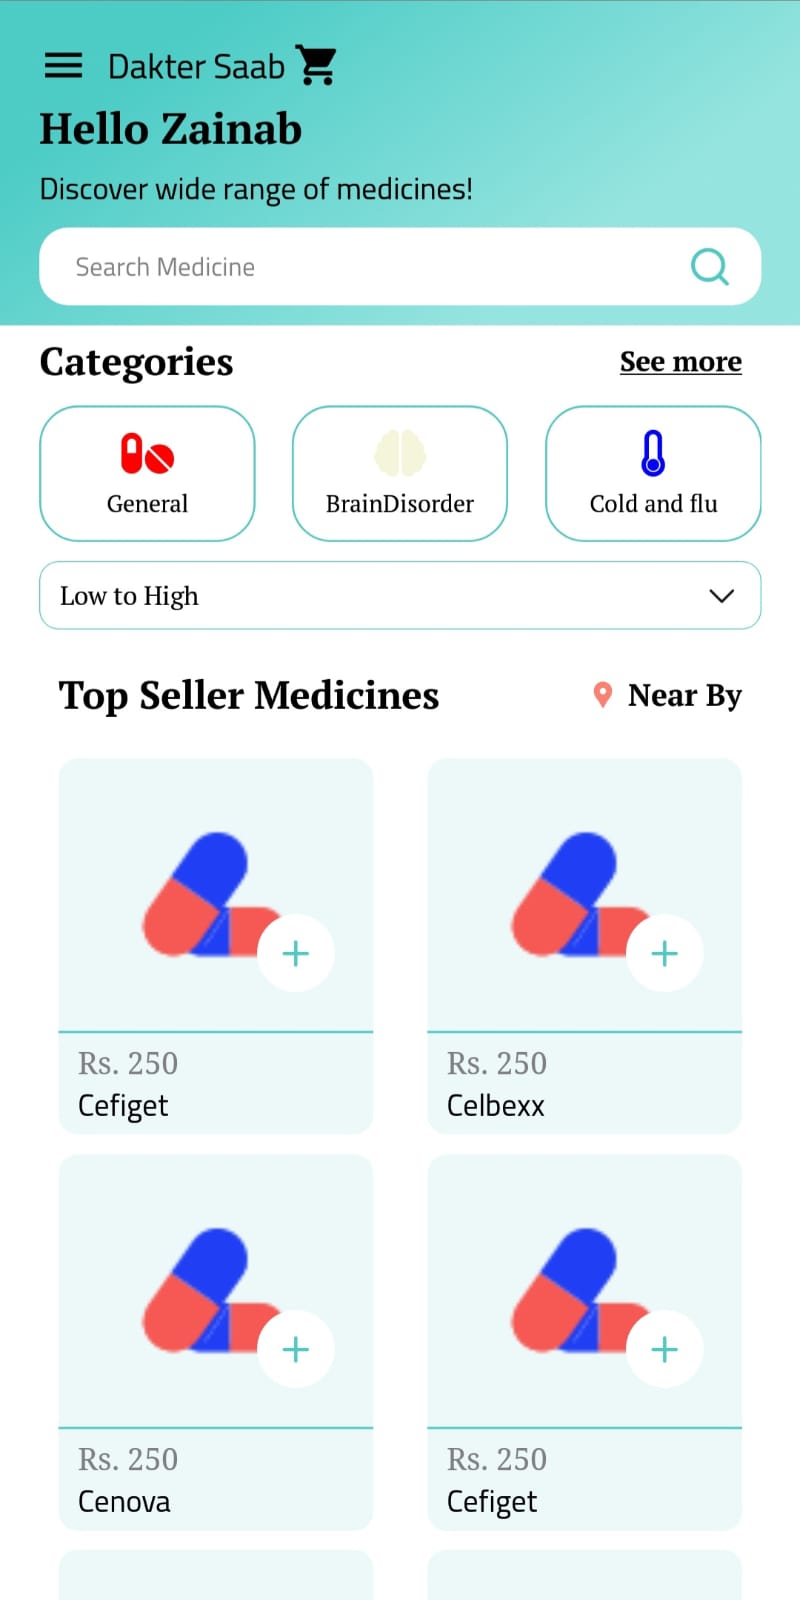 Dakter Saab
Hello Zainab
Discover wide range of medicines!
Search Medicine
Categories See more
General BrainDisorder Cold and flu
Low to High
Top Seller Medicines Near By
Rs. 250 Rs. 250
Cefiget Celbexx
Rs. 250 Rs. 250
Cenova Cefiget